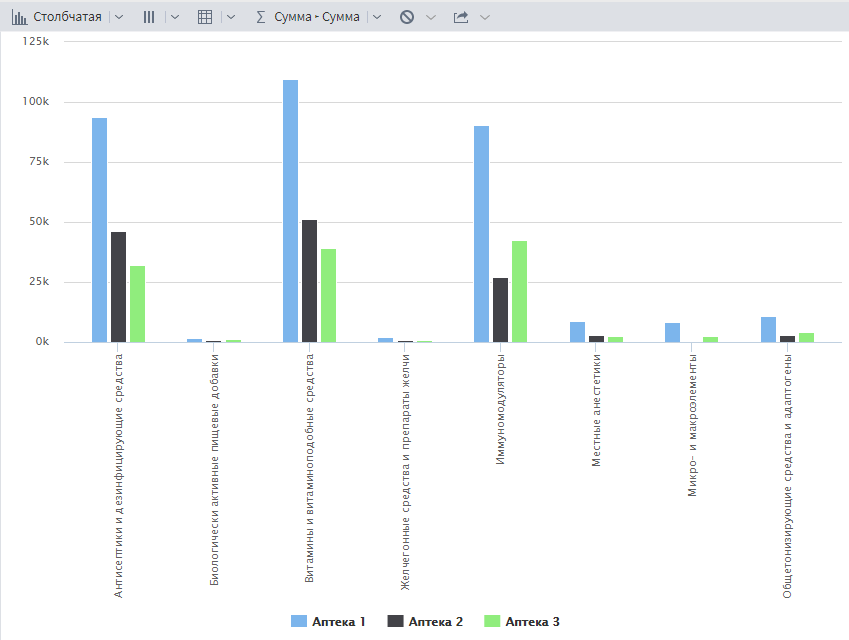 Столбчатая Σ Сумма ▸ Сумма
125k
100k
75k
50k
25k
0k
Антисептики и дезинфицирующие средства
Биологически активные пищевые добавки
Витамины и витаминоподобные средства
Желчегонные средства и препараты желчи
Иммуномодуляторы
Местные анестетики
Микро- и макроэлементы
Общетонизирующие средства и адаптогены
Аптека 1 Аптека 2 Аптека 3